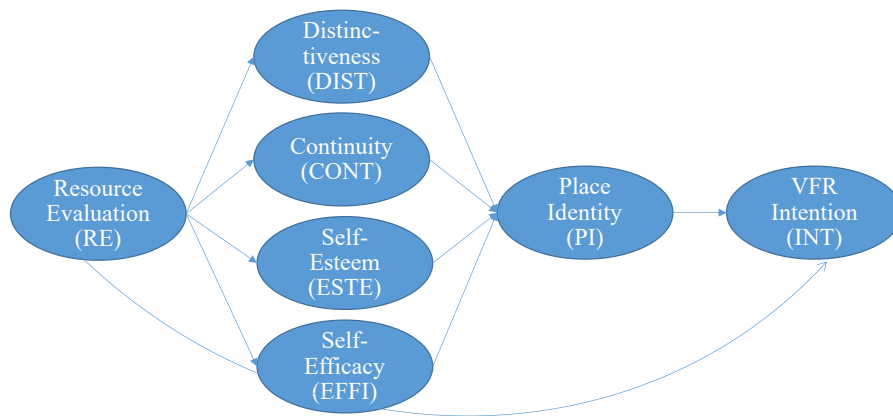 Distinc-
tiveness
(DIST)
Continuity
(CONT)
Resource
Evaluation
(RE)
Self-
Esteem
(ESTE)
Self-
Efficacy
(EFFI)
Place
Identity
(PI)
VFR
Intention
(INT)